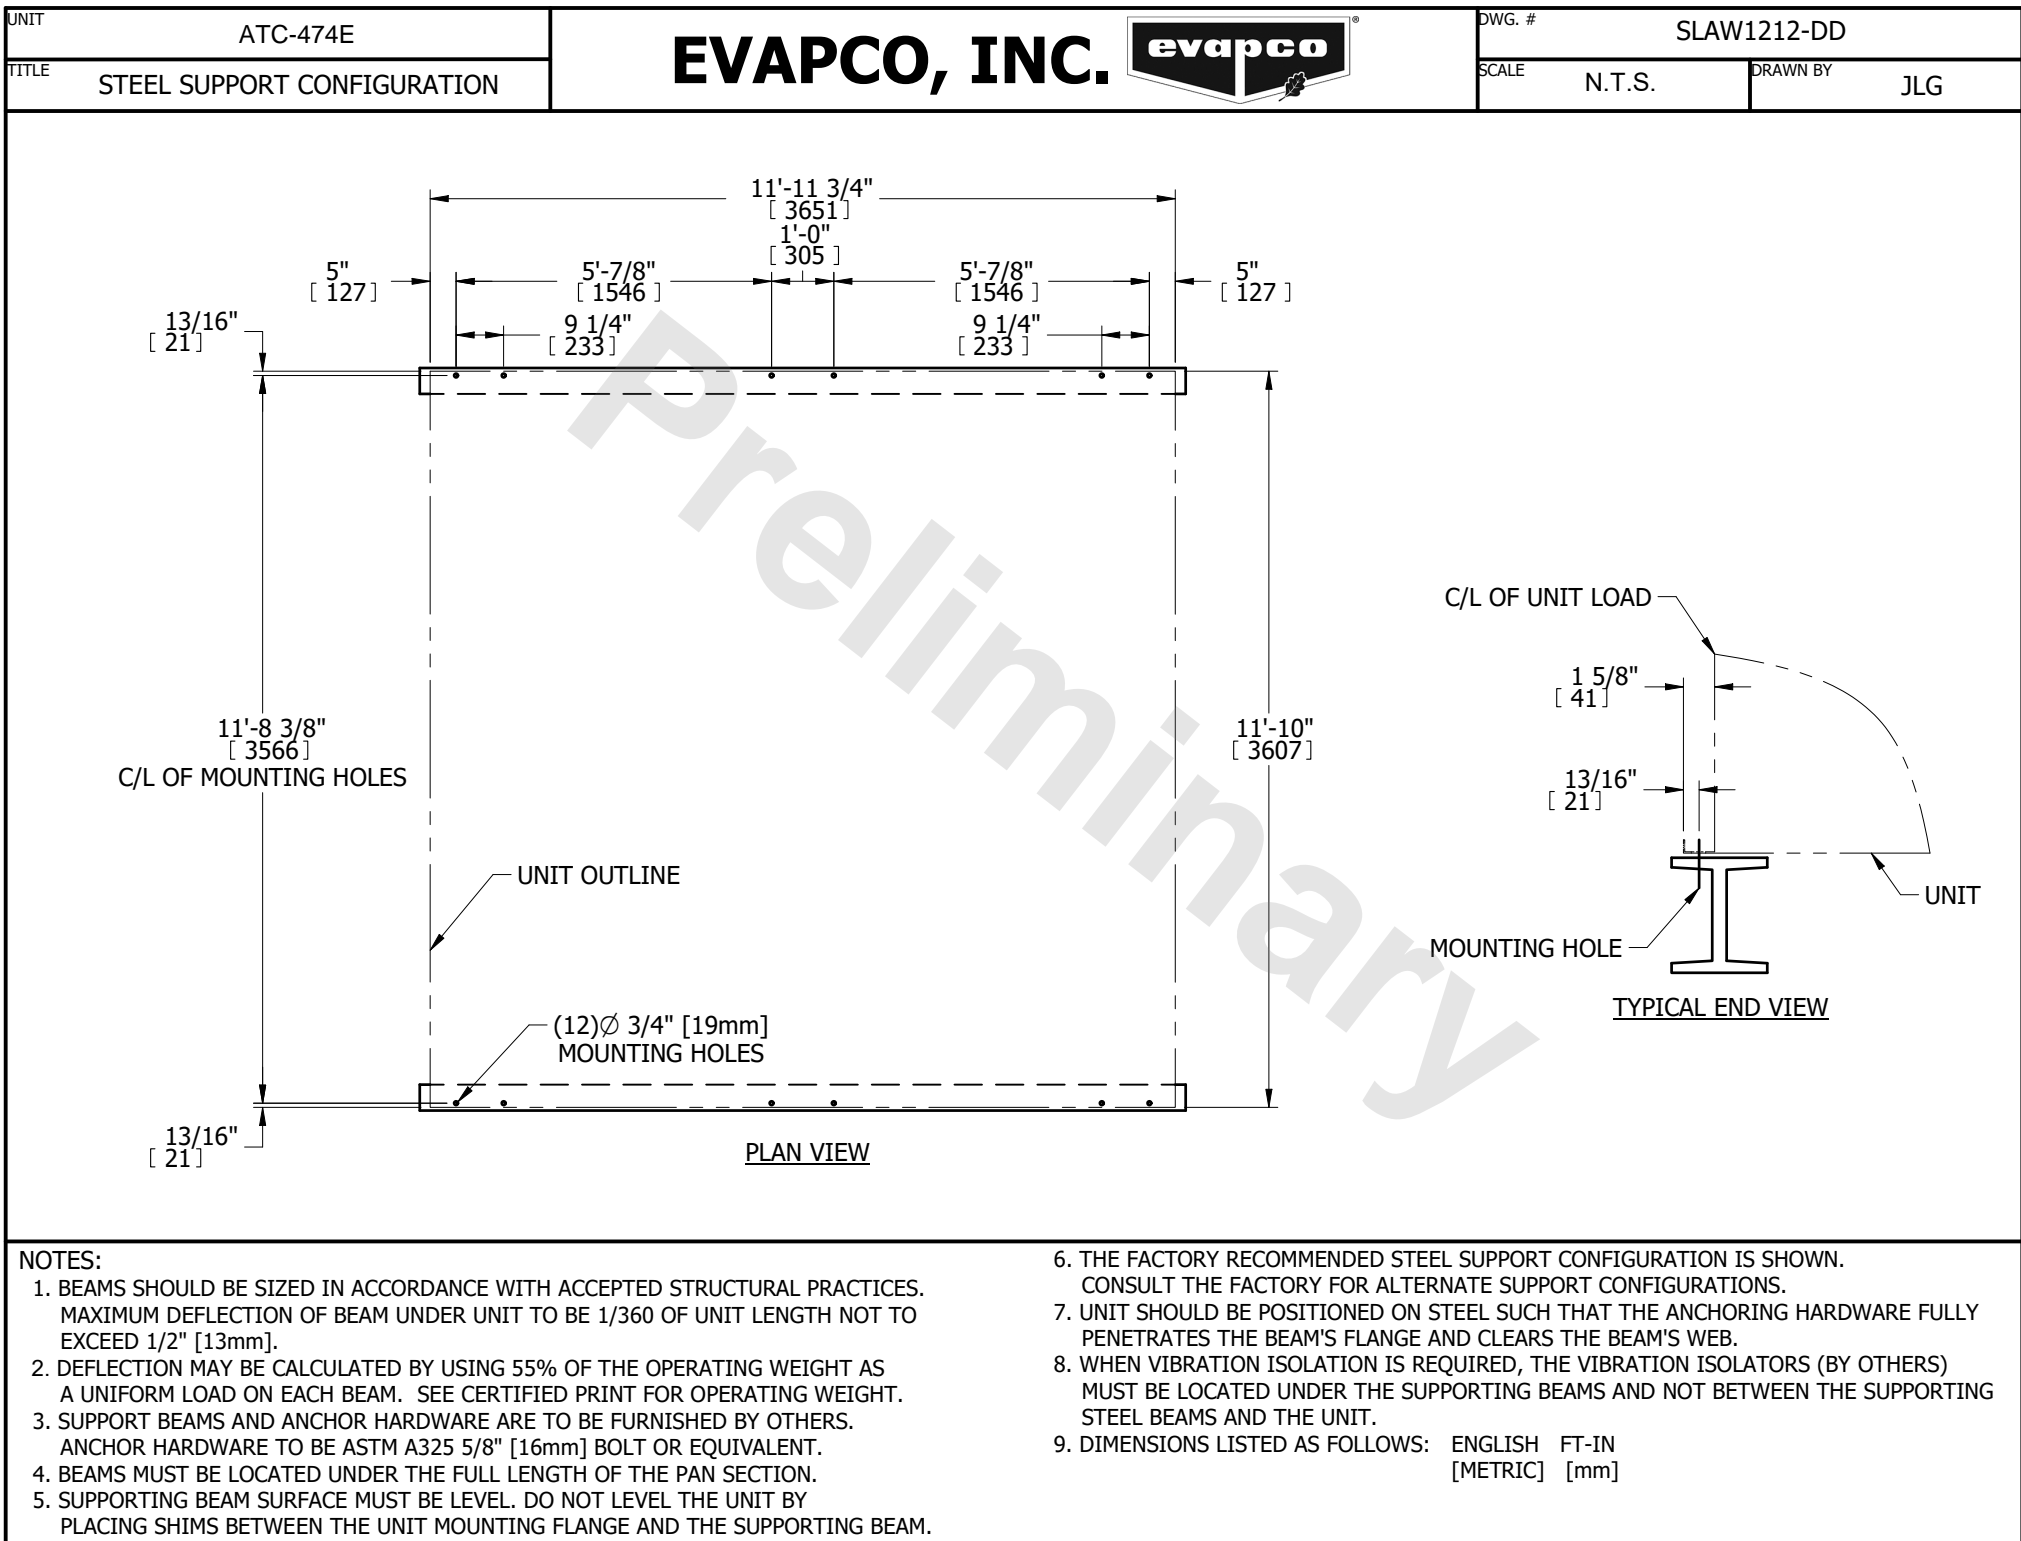 UNIT
ATC-474E
TITLE
STEEL SUPPORT CONFIGURATION
EVAPCO, INC.
evapco
®
DWG. #
SLAW1212-DD
SCALE
N.T.S.
DRAWN BY
JLG
11'-11 3/4"
[ 3651]
1'-0"
[ 305 ]
5"
[ 127]
5'-7/8"
[ 1546 ]
5'-7/8"
[ 1546 ]
5"
[ 127 ]
13/16"
[ 21]
9 1/4"
[ 233]
9 1/4"
[ 233 ]
Preliminary
11'-8 3/8"
[ 3566]
C/L OF MOUNTING HOLES
11'-10"
[ 3607]
UNIT OUTLINE
(12)Ø 3/4" [19mm]
MOUNTING HOLES
13/16"
[ 21]
PLAN VIEW
C/L OF UNIT LOAD
1 5/8"
[ 41]
13/16"
[ 21]
UNIT
MOUNTING HOLE
TYPICAL END VIEW
NOTES:
1. BEAMS SHOULD BE SIZED IN ACCORDANCE WITH ACCEPTED STRUCTURAL PRACTICES.
MAXIMUM DEFLECTION OF BEAM UNDER UNIT TO BE 1/360 OF UNIT LENGTH NOT TO
EXCEED 1/2" [13mm].
2. DEFLECTION MAY BE CALCULATED BY USING 55% OF THE OPERATING WEIGHT AS
A UNIFORM LOAD ON EACH BEAM. SEE CERTIFIED PRINT FOR OPERATING WEIGHT.
3. SUPPORT BEAMS AND ANCHOR HARDWARE ARE TO BE FURNISHED BY OTHERS.
ANCHOR HARDWARE TO BE ASTM A325 5/8" [16mm] BOLT OR EQUIVALENT.
4. BEAMS MUST BE LOCATED UNDER THE FULL LENGTH OF THE PAN SECTION.
5. SUPPORTING BEAM SURFACE MUST BE LEVEL. DO NOT LEVEL THE UNIT BY
PLACING SHIMS BETWEEN THE UNIT MOUNTING FLANGE AND THE SUPPORTING BEAM.
6. THE FACTORY RECOMMENDED STEEL SUPPORT CONFIGURATION IS SHOWN.
CONSULT THE FACTORY FOR ALTERNATE SUPPORT CONFIGURATIONS.
7. UNIT SHOULD BE POSITIONED ON STEEL SUCH THAT THE ANCHORING HARDWARE FULLY
PENETRATES THE BEAM'S FLANGE AND CLEARS THE BEAM'S WEB.
8. WHEN VIBRATION ISOLATION IS REQUIRED, THE VIBRATION ISOLATORS (BY OTHERS)
MUST BE LOCATED UNDER THE SUPPORTING BEAMS AND NOT BETWEEN THE SUPPORTING
STEEL BEAMS AND THE UNIT.
9. DIMENSIONS LISTED AS FOLLOWS: ENGLISH FT-IN
[METRIC] [mm]